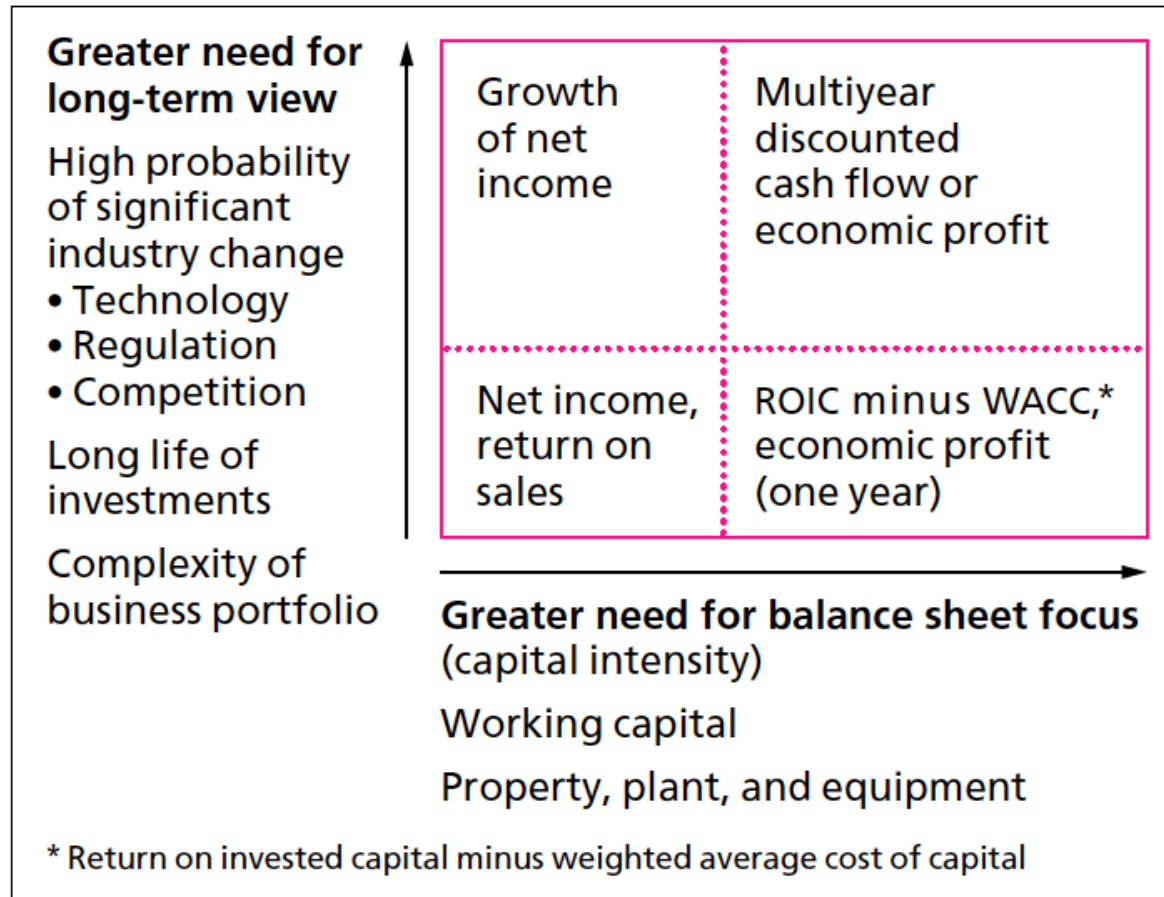 Greater need for
long-term view
High probability
of significant
industry change
• Technology
• Regulation
• Competition
Long life of
investments
Complexity of
business portfolio
Growth
of net
income
Multiyear
discounted
cash flow or
economic profit
Net income,
return on
sales
ROIC minus WACC,*
economic profit
(one year)
Greater need for balance sheet focus
(capital intensity)
Working capital
Property, plant, and equipment
* Return on invested capital minus weighted average cost of capital